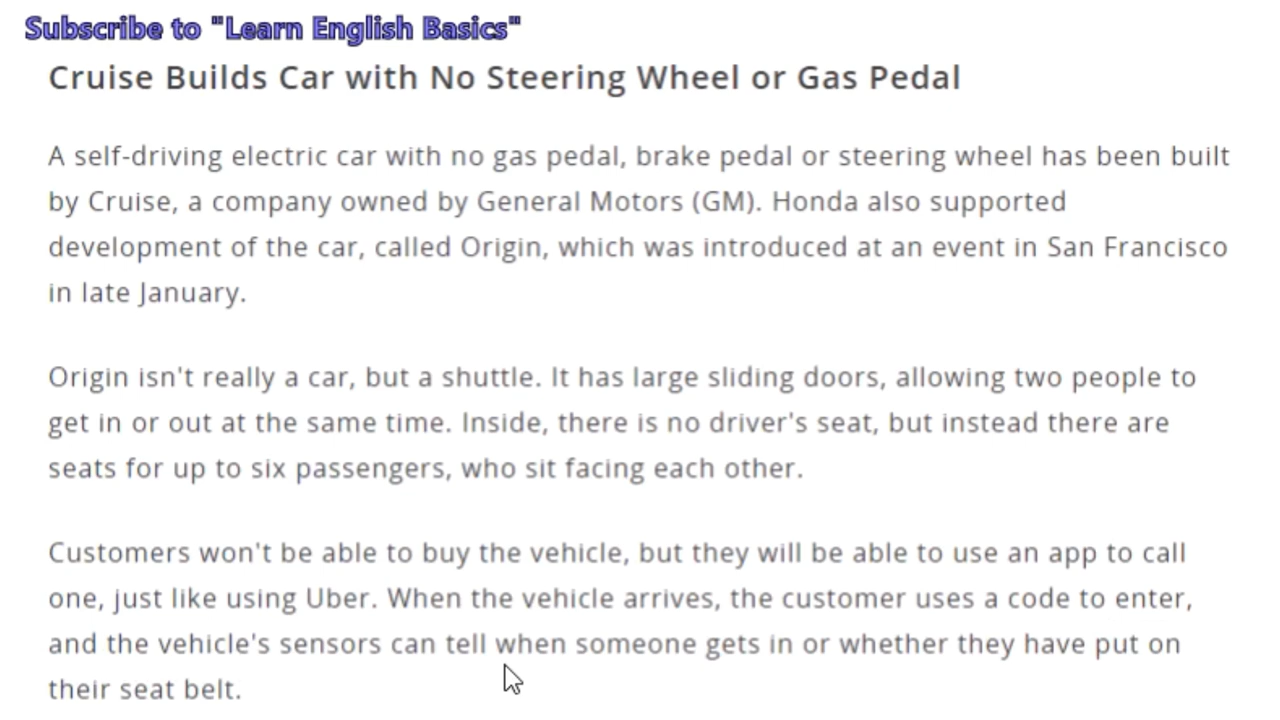 Subscribe to "Learn English Basics"
Cruise Builds Car with No Steering Wheel or Gas Pedal
A self-driving electric car with no gas pedal, brake pedal or steering wheel has been built
by Cruise, a company owned by General Motors (GM). Honda also supported
development of the car, called Origin, which was introduced at an event in San Francisco
in late January.
Origin isn't really a car, but a shuttle. It has large sliding doors, allowing two people to
get in or out at the same time. Inside, there is no driver's seat, but instead there are
seats for up to six passengers, who sit facing each other.
Customers won't be able to buy the vehicle, but they will be able to use an app to call
one, just like using Uber. When the vehicle arrives, the customer uses a code to enter,
and the vehicle's sensors can tell when someone gets in or whether they have put on
their seat belt.